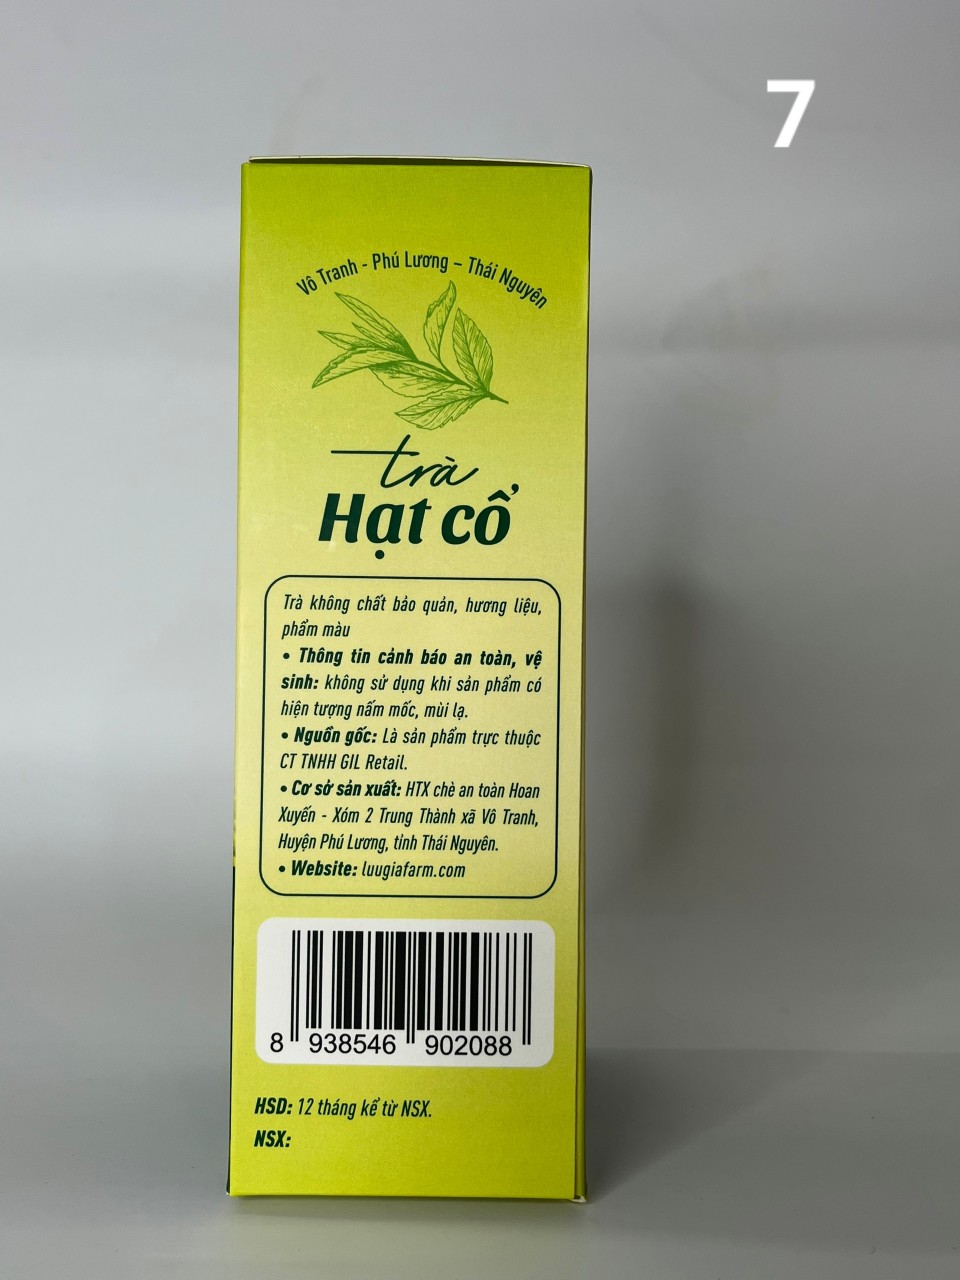 7
Vô Tranh - Phú Lương – Thái Nguyên
trà
Hạt cổ
Trà không chất bảo quản, hương liệu,
phẩm màu
• Thông tin cảnh báo an toàn, vệ
sinh: không sử dụng khi sản phẩm có
hiện tượng nấm mốc, mùi lạ.
• Nguồn gốc: Là sản phẩm trực thuộc
CT TNHH GIL Retail.
• Cơ sở sản xuất: HTX chè an toàn Hoan
Xuyến - Xóm 2 Trung Thành xã Vô Tranh,
Huyện Phú Lương, tỉnh Thái Nguyên.
• Website: luugiafarm.com
8 938546 902088
HSD: 12 tháng kể từ NSX.
NSX: